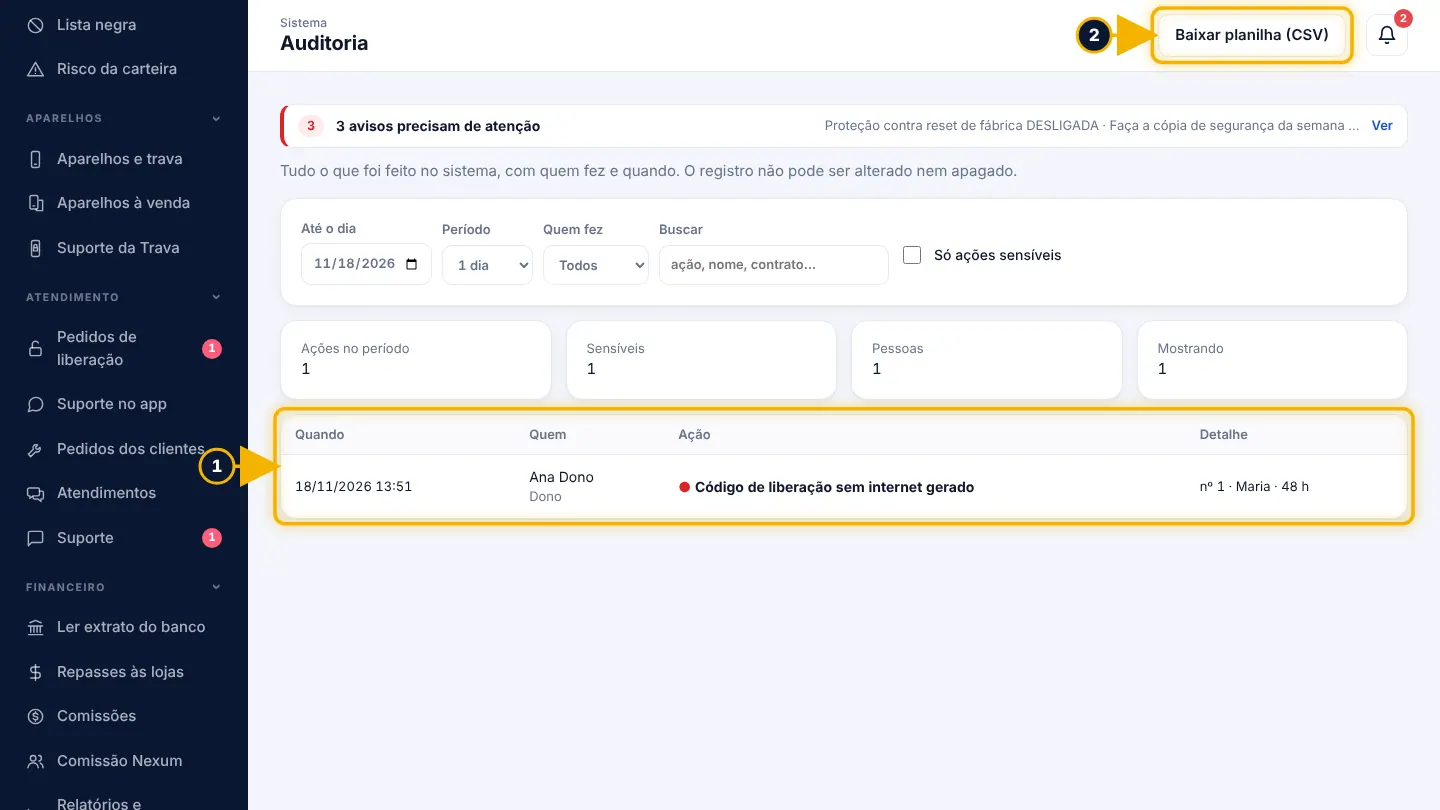 Lista negra
Risco da carteira
APARELHOS
Aparelhos e trava
Aparelhos à venda
Suporte da Trava
ATENDIMENTO
Pedidos de
liberação
1
Suporte no app
Pedidos dos clientes
Atendimentos
Suporte
1
FINANCEIRO
Ler extrato do banco
Repasses às lojas
Comissões
Comissão Nexum
Relatórios e
Sistema
Auditoria
2
Baixar planilha (CSV)
2
3
3 avisos precisam de atenção
Proteção contra reset de fábrica DESLIGADA · Faça a cópia de segurança da semana ...
Ver
Tudo o que foi feito no sistema, com quem fez e quando. O registro não pode ser alterado nem apagado.
Até o dia
Período
Quem fez
Buscar
11/18/2026
1 dia
Todos
ação, nome, contrato...
Só ações sensíveis
Ações no período
1
Sensíveis
1
Pessoas
1
Mostrando
1
1
Quando
Quem
Ação
Detalhe
18/11/2026 13:51
Ana Dono
Dono
Código de liberação sem internet gerado
nº 1 · Maria · 48 h